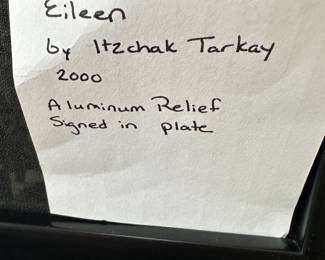 Eileen
by Itzchak Tarkay
2000
Aluminum Relief
Signed in plate